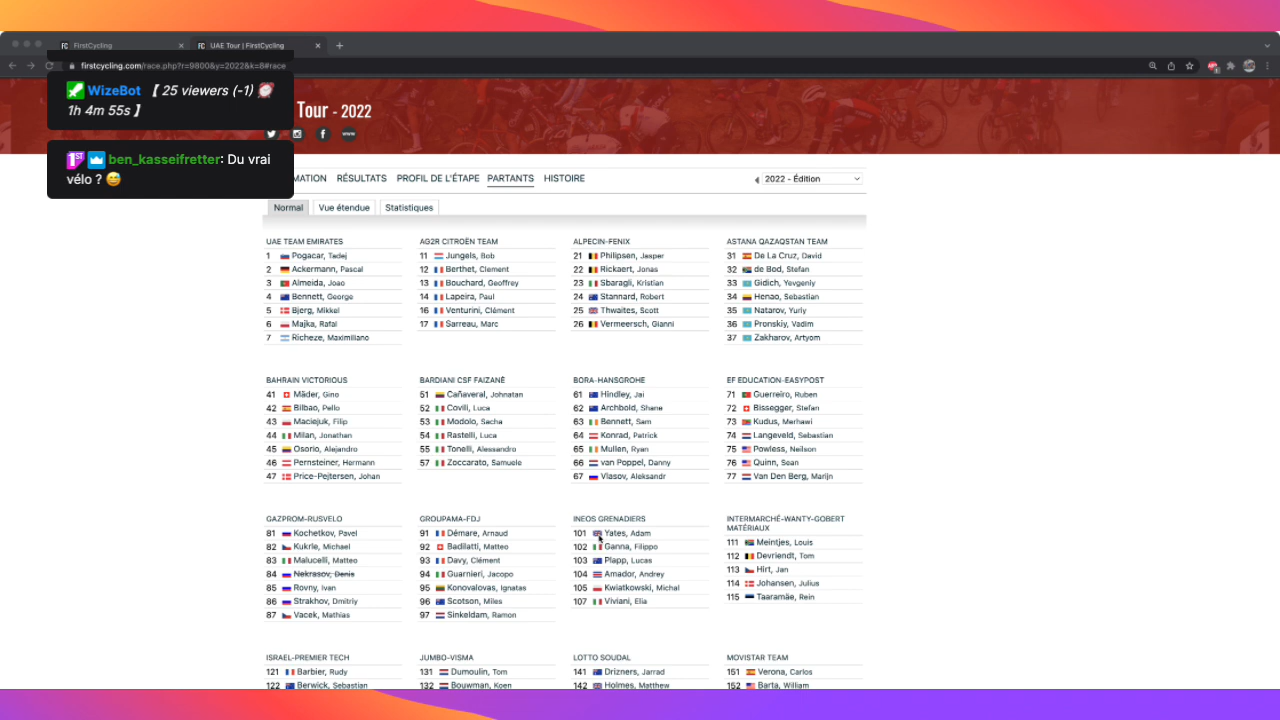 FirstCycling
UAE Tour | FirstCycling
firstcycling.com/race.php?r=9800&y=2022&k=8#race
WizeBot 【 25 viewers (-1)
1h 4m 55s 】
1ST ben_kasseifretter: Du vrai
vélo ?
Tour - 2022
www
MATION RÉSULTATS PROFIL DE L'ÉTAPE PARTANTS HISTOIRE
2022 - Édition
Normal Vue étendue Statistiques
UAE TEAM EMIRATES
1 Pogacar, Tadej
2 Ackermann, Pascal
3 Almeida, Joao
4 Bennett, George
5 Bjerg, Mikkel
6 Majka, Rafal
7 Richeze, Maximiliano
AG2R CITROËN TEAM
11 Jungels, Bob
12 Berthet, Clement
13 Bouchard, Geoffrey
14 Lapeira, Paul
16 Venturini, Clément
17 Sarreau, Marc
ALPECIN-FENIX
21 Philipsen, Jasper
22 Rickaert, Jonas
23 Sbaragli, Kristian
24 Stannard, Robert
25 Thwaites, Scott
26 Vermeersch, Gianni
ASTANA QAZAQSTAN TEAM
31 De La Cruz, David
32 de Bod, Stefan
33 Gidich, Yevgeniy
34 Henao, Sebastian
35 Natarov, Yuriy
36 Pronskiy, Vadim
37 Zakharov, Artyom
BAHRAIN VICTORIOUS
41 Mäder, Gino
42 Bilbao, Pello
43 Maciejuk, Filip
44 Milan, Jonathan
45 Osorio, Alejandro
46 Pernsteiner, Hermann
47 Price-Pejtersen, Johan
BARDIANI CSF FAIZANÈ
51 Cañaveral, Johnatan
52 Covili, Luca
53 Modolo, Sacha
54 Rastelli, Luca
55 Tonelli, Alessandro
57 Zoccarato, Samuele
BORA-HANSGROHE
61 Hindley, Jai
62 Archbold, Shane
63 Bennett, Sam
64 Konrad, Patrick
65 Mullen, Ryan
66 van Poppel, Danny
67 Vlasov, Aleksandr
EF EDUCATION-EASYPOST
71 Guerreiro, Ruben
72 Bissegger, Stefan
73 Kudus, Merhawi
74 Langeveld, Sebastian
75 Powless, Neilson
76 Quinn, Sean
77 Van Den Berg, Marijn
GAZPROM-RUSVELO
81 Kochetkov, Pavel
82 Kukrle, Michael
83 Malucelli, Matteo
84 Nekrasov, Denis
85 Rovny, Ivan
86 Strakhov, Dmitriy
87 Vacek, Mathias
GROUPAMA-FDJ
91 Démare, Arnaud
92 Badilatti, Matteo
93 Davy, Clément
94 Guarnieri, Jacopo
95 Konovalovas, Ignatas
96 Scotson, Miles
97 Sinkeldam, Ramon
INEOS GRENADIERS
101 Yates, Adam
102 Ganna, Filippo
103 Plapp, Lucas
104 Amador, Andrey
105 Kwiatkowski, Michal
107 Viviani, Elia
INTERMARCHÉ-WANTY-GOBERT
MATÉRIAUX
111 Meintjes, Louis
112 Devriendt, Tom
113 Hirt, Jan
114 Johansen, Julius
115 Taaramäe, Rein
ISRAEL-PREMIER TECH
121 Barbier, Rudy
122 Berwick, Sebastian
JUMBO-VISMA
131 Dumoulin, Tom
132 Bouwman, Koen
LOTTO SOUDAL
141 Drizners, Jarrad
142 Holmes, Matthew
MOVISTAR TEAM
151 Verona, Carlos
152 Barta, William